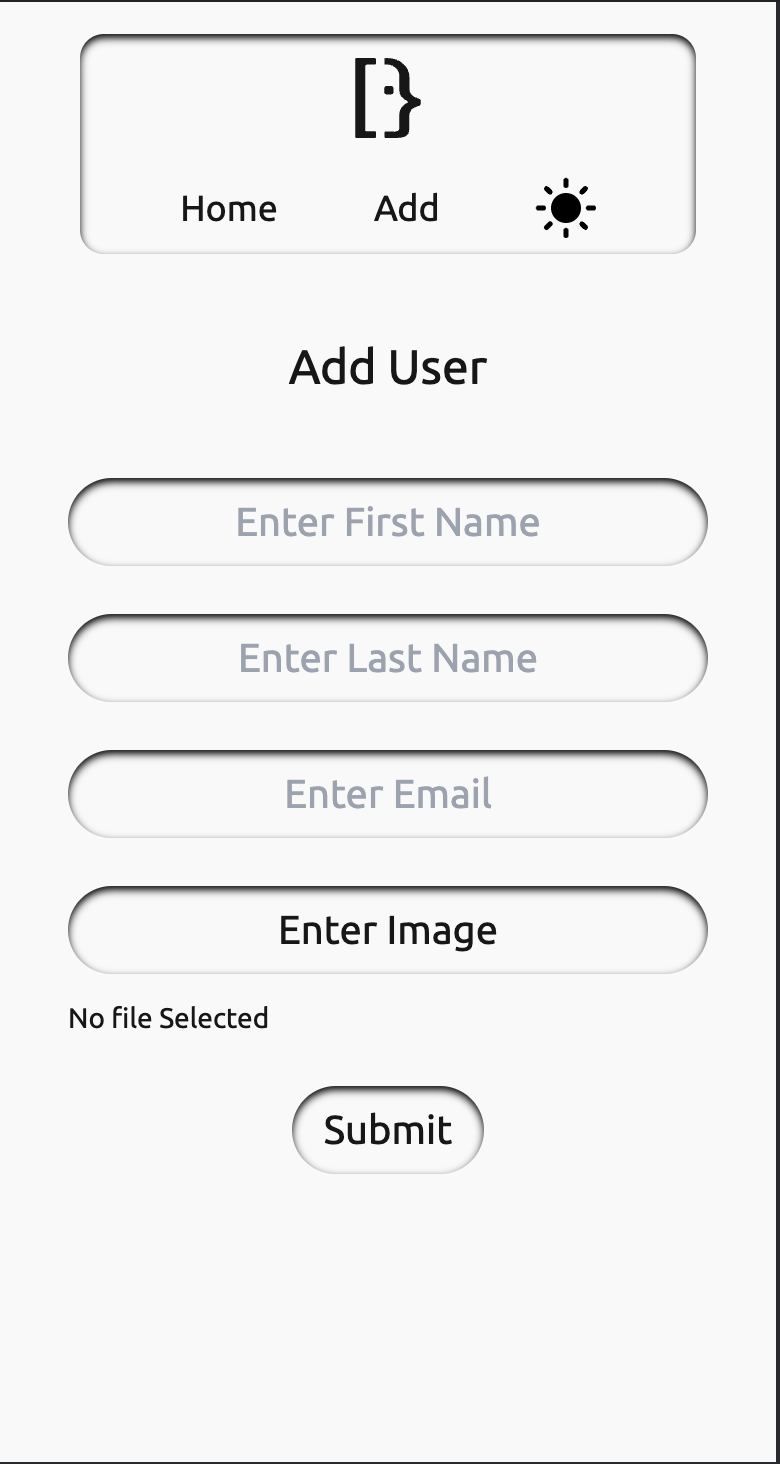 [·}
Home Add
Add User
Enter First Name
Enter Last Name
Enter Email
Enter Image
No file Selected
Submit